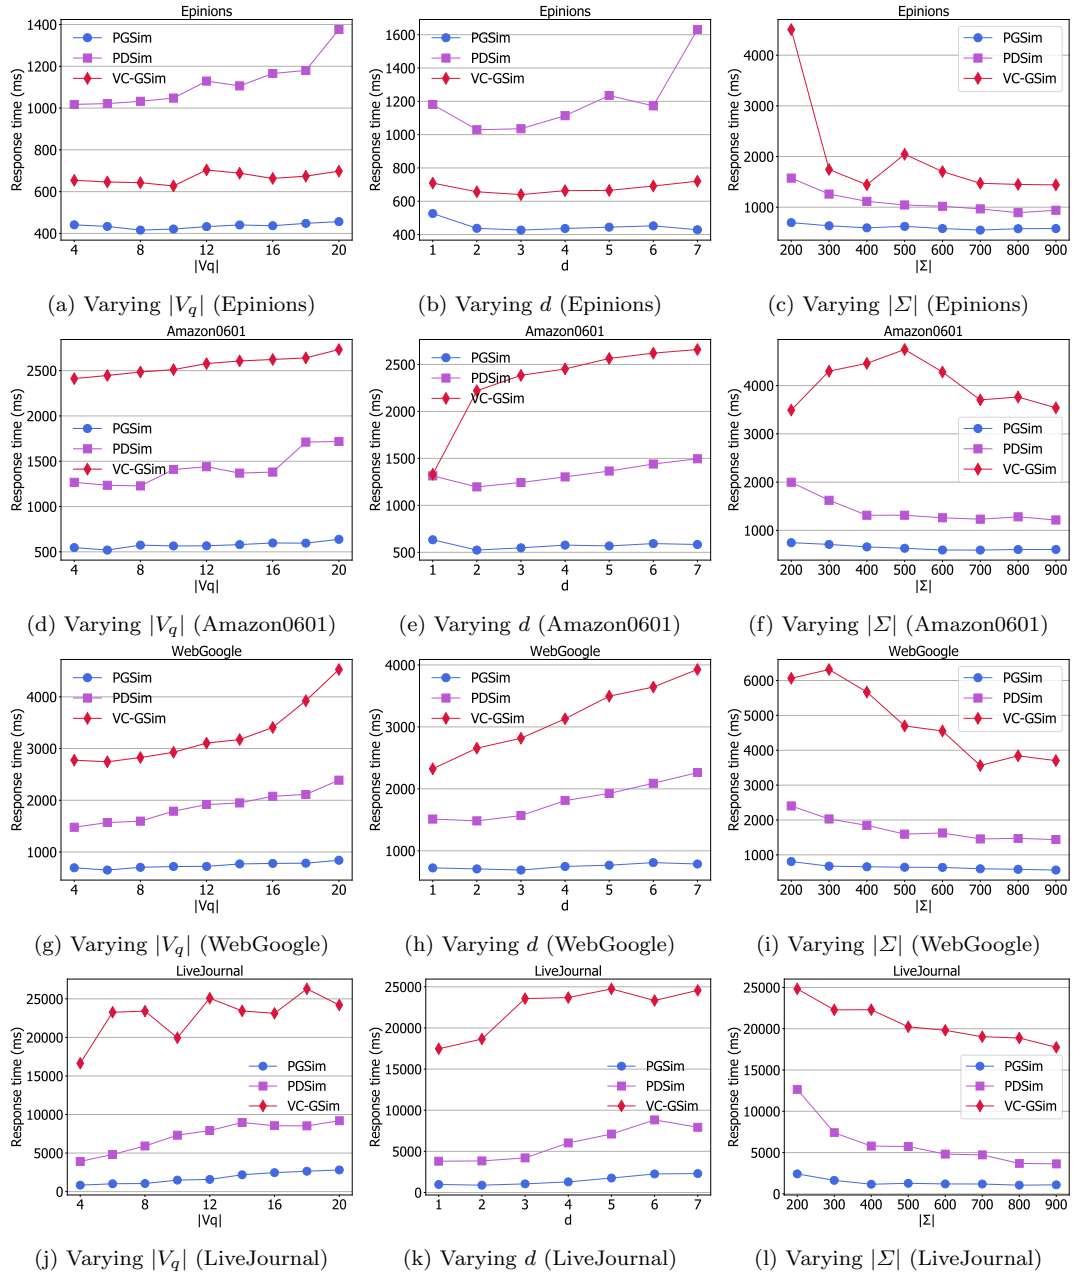 Epinions
Response time (ms)
1400
1200
1000
800
600
400
PGSim
PDSim
VC-GSim
4 8 12 16 20
|Vq|
(a) Varying |V_q| (Epinions)
Epinions
Response time (ms)
1600
1400
1200
1000
800
600
400
PGSim
PDSim
VC-GSim
1 2 3 4 5 6 7
d
(b) Varying d (Epinions)
Epinions
Response time (ms)
4000
2000
1000
PGSim
PDSim
VC-GSim
200 300 400 500 600 700 800 900
|Σ|
(c) Varying |Σ| (Epinions)
Amazon0601
Response time (ms)
2500
2000
1500
1000
500
PGSim
PDSim
VC-GSim
4 8 12 16 20
|Vq|
(d) Varying |V_q| (Amazon0601)
Amazon0601
Response time (ms)
2500
2000
1500
1000
500
PGSim
PDSim
VC-GSim
1 2 3 4 5 6 7
d
(e) Varying d (Amazon0601)
Amazon0601
Response time (ms)
4000
2000
1000
PGSim
PDSim
VC-GSim
200 300 400 500 600 700 800 900
|Σ|
(f) Varying |Σ| (Amazon0601)
WebGoogle
Response time (ms)
4000
3000
2000
1000
PGSim
PDSim
VC-GSim
4 8 12 16 20
|Vq|
(g) Varying |V_q| (WebGoogle)
WebGoogle
Response time (ms)
4000
3000
2000
1000
PGSim
PDSim
VC-GSim
1 2 3 4 5 6 7
d
(h) Varying d (WebGoogle)
WebGoogle
Response time (ms)
6000
4000
2000
1000
PGSim
PDSim
VC-GSim
200 300 400 500 600 700 800 900
|Σ|
(i) Varying |Σ| (WebGoogle)
LiveJournal
Response time (ms)
25000
20000
15000
10000
5000
0
PGSim
PDSim
VC-GSim
4 8 12 16 20
|Vq|
(j) Varying |V_q| (LiveJournal)
LiveJournal
Response time (ms)
25000
20000
15000
10000
5000
0
PGSim
PDSim
VC-GSim
1 2 3 4 5 6 7
d
(k) Varying d (LiveJournal)
LiveJournal
Response time (ms)
25000
20000
15000
10000
5000
0
PGSim
PDSim
VC-GSim
200 300 400 500 600 700 800 900
|Σ|
(l) Varying |Σ| (LiveJournal)